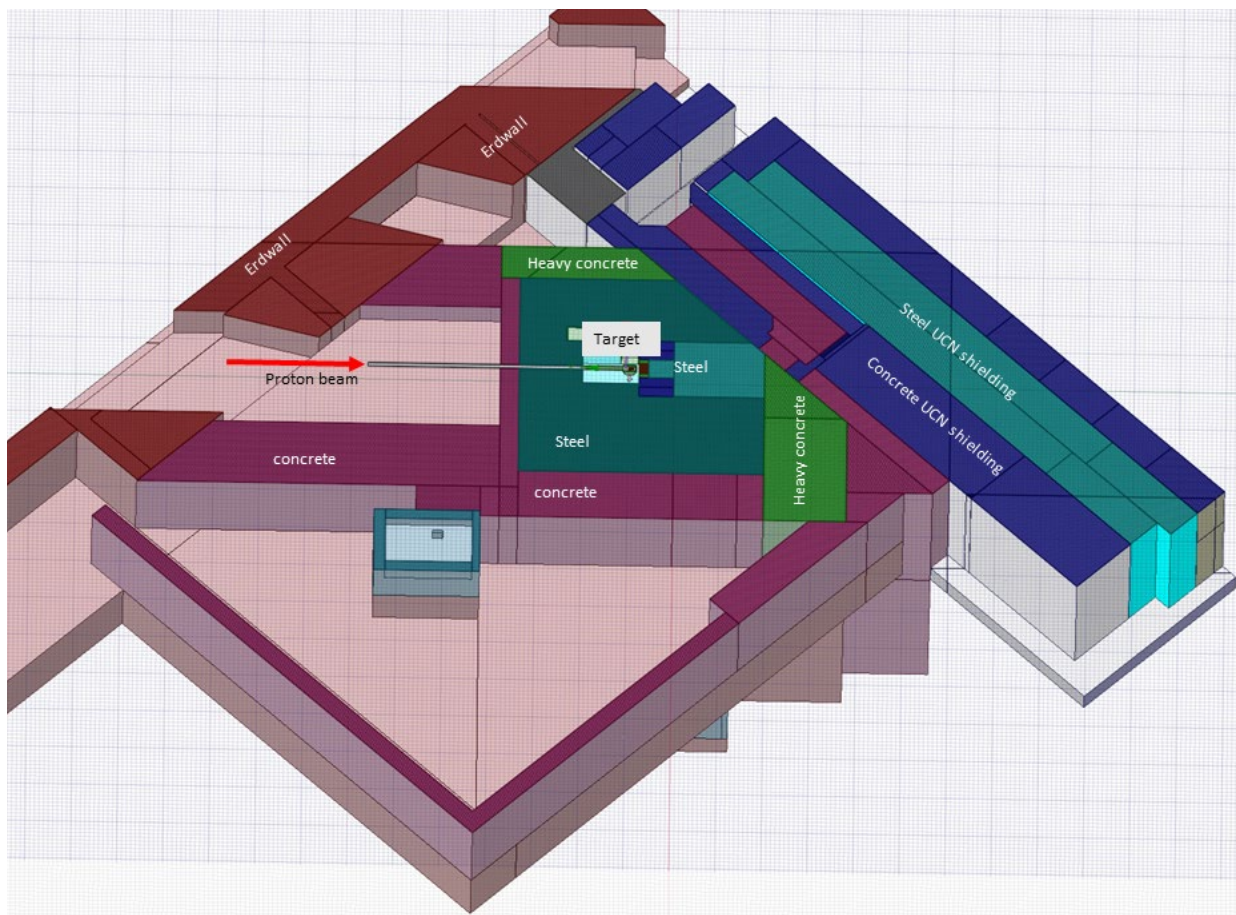 Erdwall
Erdwall
Heavy concrete
Target
Steel
Proton beam
Steel UCN shielding
Concrete UCN shielding
Steel
concrete
concrete
Heavy concrete